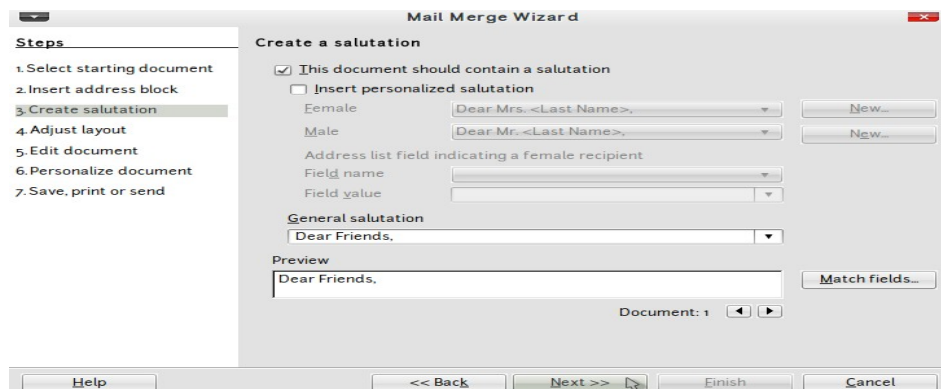 Mail Merge Wizard
Steps
1. Select starting document
2. Insert address block
3. Create salutation
4. Adjust layout
5. Edit document
6. Personalize document
7. Save, print or send
Create a salutation
This document should contain a salutation
Insert personalized salutation
Female Dear Mrs. <Last Name>, New...
Male Dear Mr. <Last Name>, New...
Address list field indicating a female recipient
Field name
Field value
General salutation
Dear Friends,
Preview
Dear Friends,
Match fields...
Document: 1
Help << Back Next >> Finish Cancel